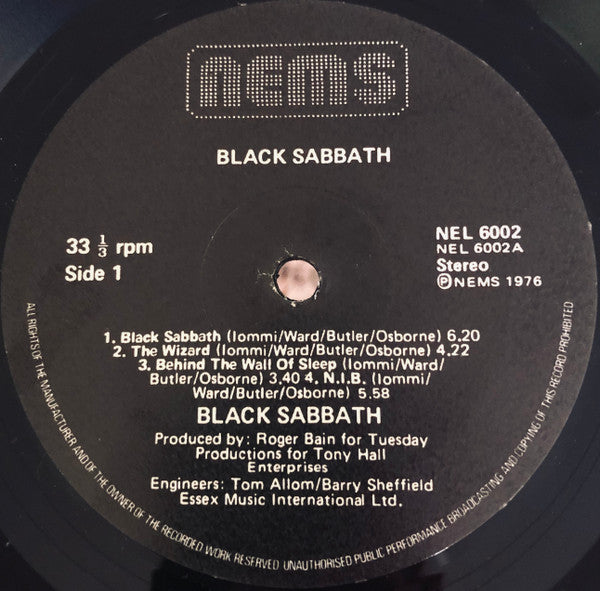 nems
BLACK SABBATH
33 1/3 rpm
Side 1
NEL 6002
NEL 6002A
Stereo
Ⓟ NEMS 1976
1. Black Sabbath (Iommi/Ward/Butler/Osborne) 6.20
2. The Wizard (Iommi/Ward/Butler/Osborne) 4.22
3. Behind The Wall Of Sleep (Iommi/Ward/
Butler/Osborne) 3.40 4. N.I.B. (Iommi/
Ward/Butler/Osborne) 5.58
BLACK SABBATH
Produced by: Roger Bain for Tuesday
Productions for Tony Hall
Enterprises
Engineers: Tom Allom/Barry Sheffield
Essex Music International Ltd.
ALL RIGHTS OF THE MANUFACTURER AND OF THE OWNER OF THE RECORDED WORK RESERVED UNAUTHORISED PUBLIC PERFORMANCE BROADCASTING AND COPYING OF THIS RECORD PROHIBITED